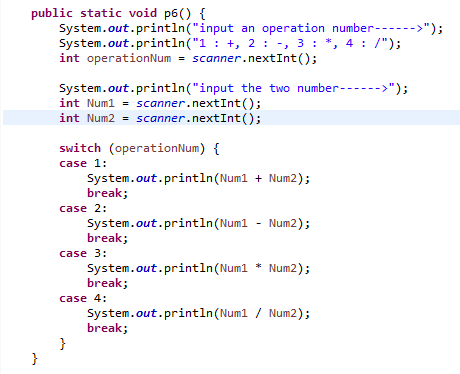 public static void p6() {
System.out.println("input an operation number------>");
System.out.println("1 : +, 2 : -, 3 : *, 4 : /");
int operationNum = scanner.nextInt();
System.out.println("input the two number------>");
int Num1 = scanner.nextInt();
int Num2 = scanner.nextInt();
switch (operationNum) {
case 1:
System.out.println(Num1 + Num2);
break;
case 2:
System.out.println(Num1 - Num2);
break;
case 3:
System.out.println(Num1 * Num2);
break;
case 4:
System.out.println(Num1 / Num2);
break;
}
}